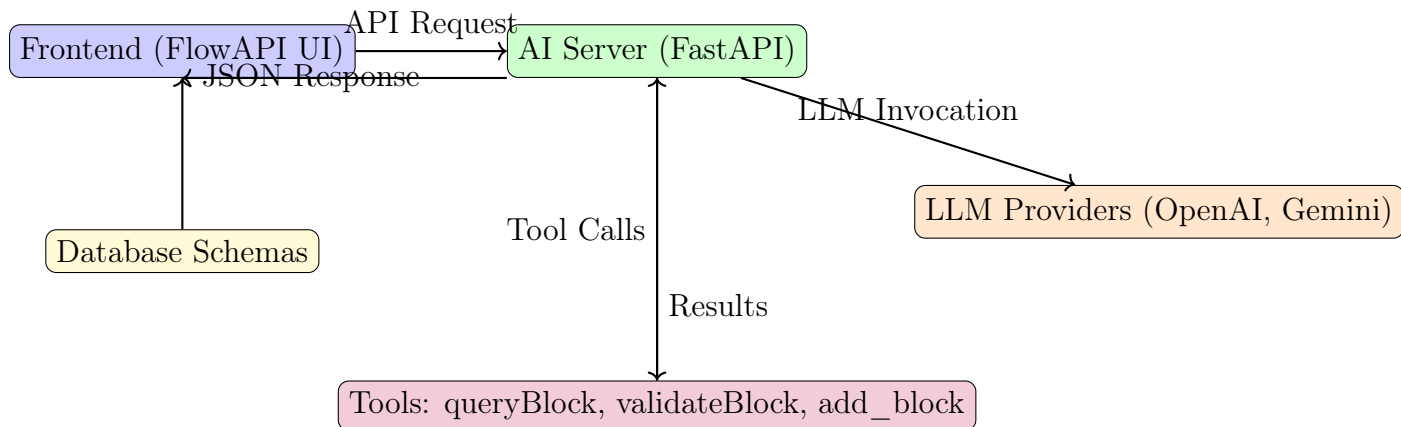 API Request
Frontend (FlowAPI UI)
AI Server (FastAPI)
JSON Response
LLM Invocation
LLM Providers (OpenAI, Gemini)
Tool Calls
Database Schemas
Results
Tools: queryBlock, validateBlock, add_block